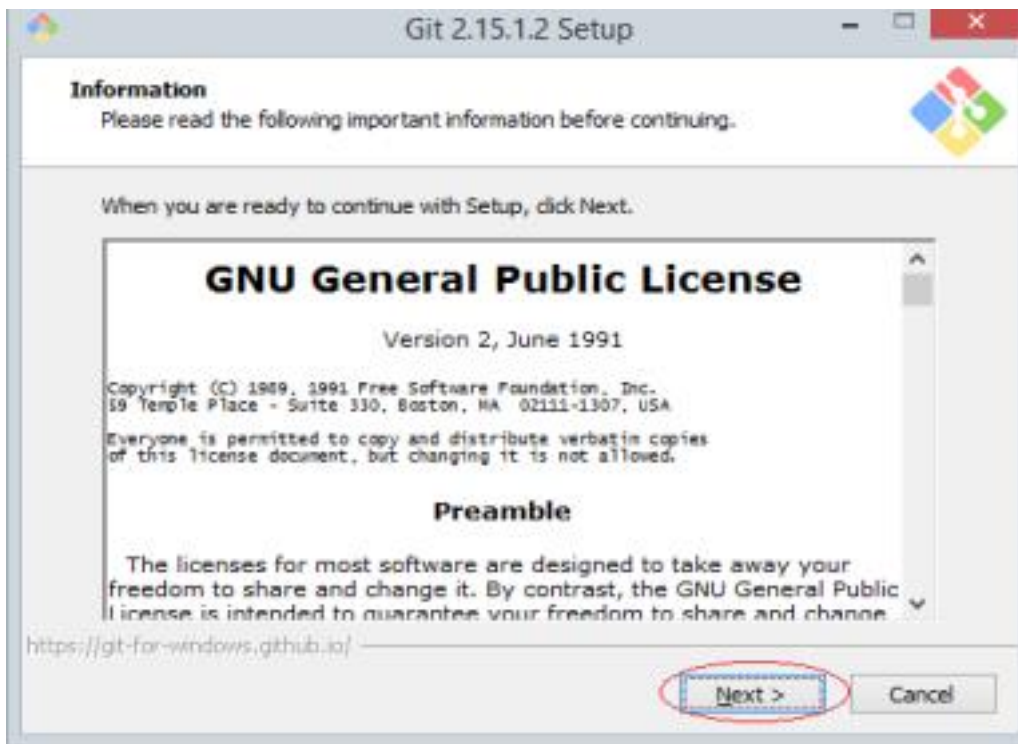 Git 2.15.1.2 Setup
Information
Please read the following important information before continuing.
When you are ready to continue with Setup, click Next.
GNU General Public License
Version 2, June 1991
Copyright (C) 1989, 1991 Free Software Foundation, Inc.
59 Temple Place - Suite 330, Boston, MA 02111-1307, USA
Everyone is permitted to copy and distribute verbatim copies
of this license document, but changing it is not allowed.
Preamble
The licenses for most software are designed to take away your
freedom to share and change it. By contrast, the GNU General Public
License is intended to guarantee your freedom to share and change
https://git-for-windows.github.io/
Next >
Cancel